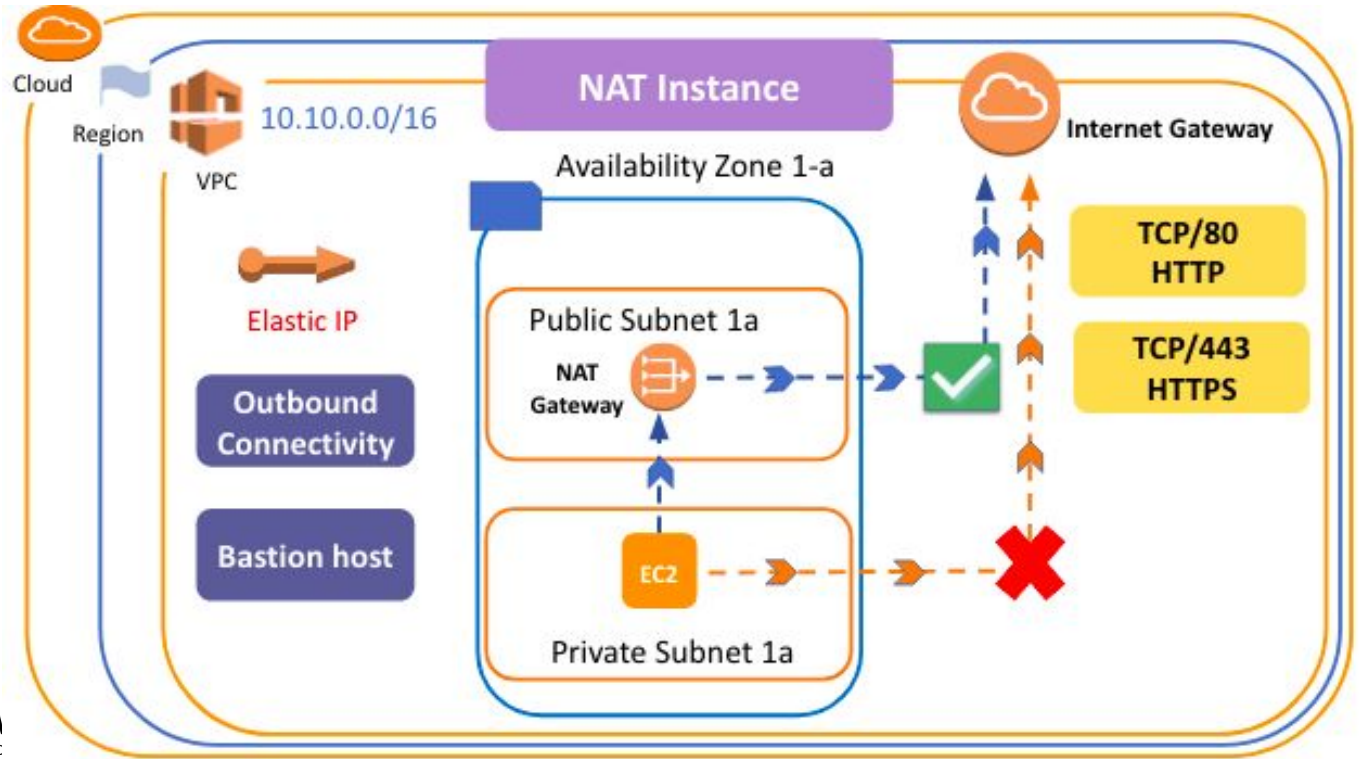 Cloud
Region
VPC
10.10.0.0/16
NAT Instance
Internet Gateway
Availability Zone 1-a
Elastic IP
Outbound
Connectivity
Bastion host
Public Subnet 1a
NAT
Gateway
EC2
Private Subnet 1a
TCP/80
HTTP
TCP/443
HTTPS